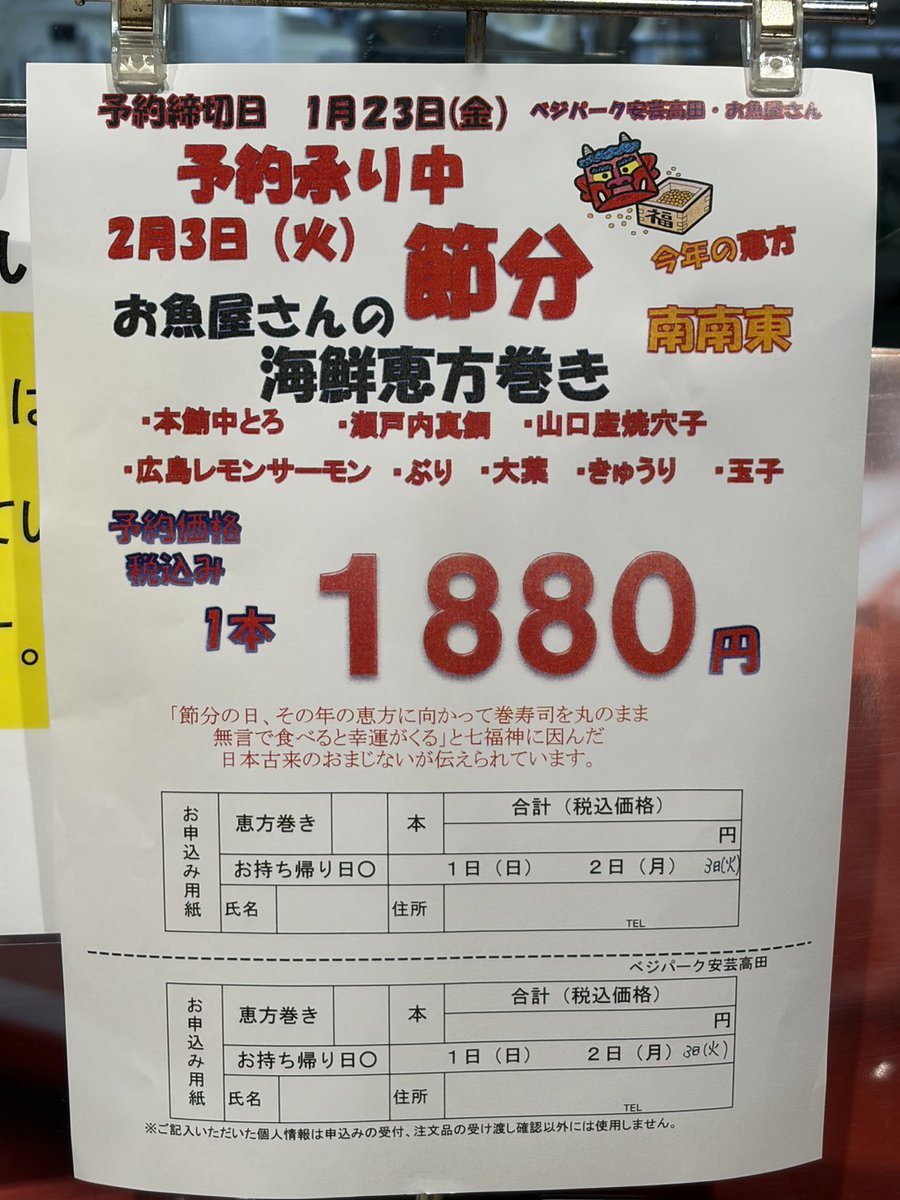 予約締切日 1月23日(金) ベジパーク安芸高田・お魚屋さん
予約承り中
福
2月3日(火) 節分
今年の恵方
南南東
お魚屋さんの
海鮮恵方巻き
・本鮪中とろ ・瀬戸内真鯛 ・山口産焼穴子
・広島レモンサーモン ・ぶり ・大葉 ・きゅうり ・玉子
予約価格
税込み
1本 1880円
「節分の日、その年の恵方に向かって巻寿司を丸のまま
無言で食べると幸運がくる」と七福神に因んだ
日本古来のおまじないが伝えられています。
お申込み用紙
恵方巻き 本 合計(税込価格)
円
お持ち帰り日〇 1日(日) 2日(月) 3日(火)
氏名 住所
TEL
ベジパーク安芸高田
お申込み用紙
恵方巻き 本 合計(税込価格)
円
お持ち帰り日〇 1日(日) 2日(月) 3日(火)
氏名 住所
TEL
※ご記入いただいた個人情報は申込みの受付、注文品の受け渡し確認以外には使用しません。